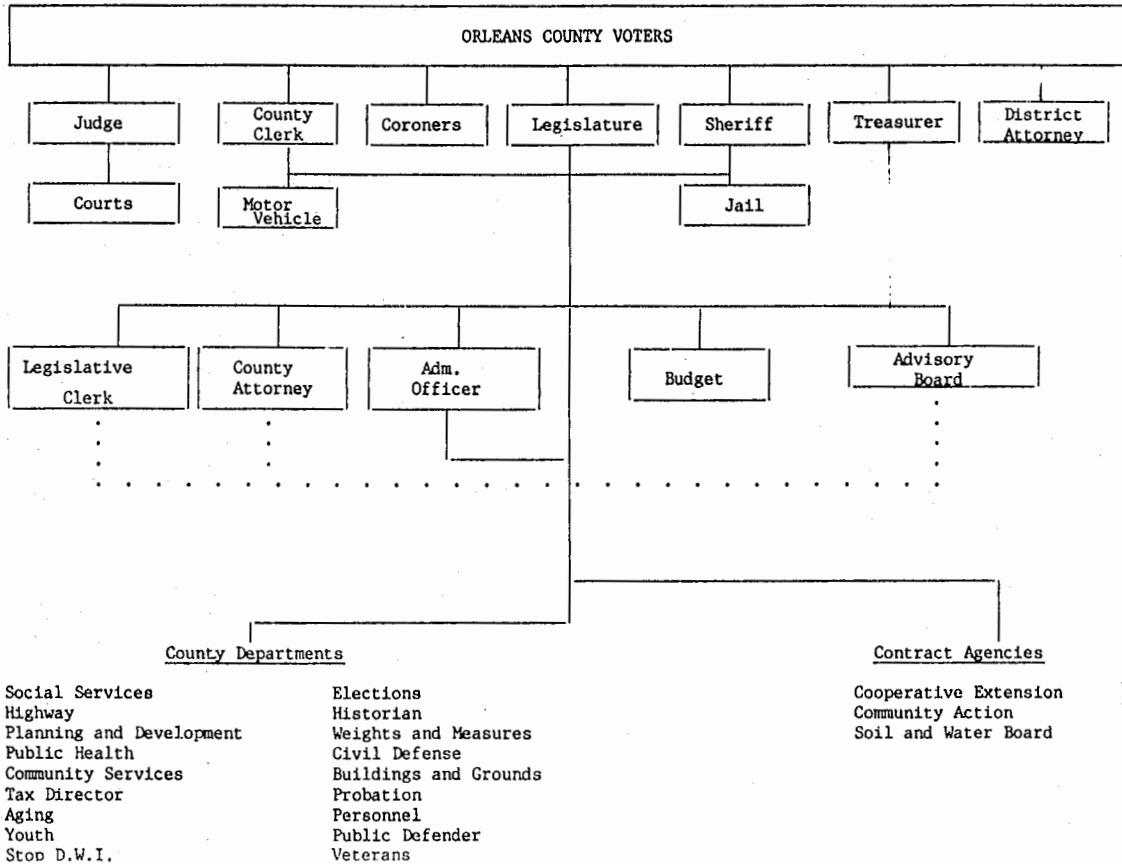 ORLEANS COUNTY VOTERS
Judge
County
Clerk
Coroners
Legislature
Sheriff
Treasurer
District
Attorney
Courts
Motor
Vehicle
Jail
Legislative
Clerk
County
Attorney
Adm.
Officer
Budget
Advisory
Board
County Departments
Social Services
Highway
Planning and Development
Public Health
Community Services
Tax Director
Aging
Youth
Stop D.W.I.
Elections
Historian
Weights and Measures
Civil Defense
Buildings and Grounds
Probation
Personnel
Public Defender
Veterans
Contract Agencies
Cooperative Extension
Community Action
Soil and Water Board